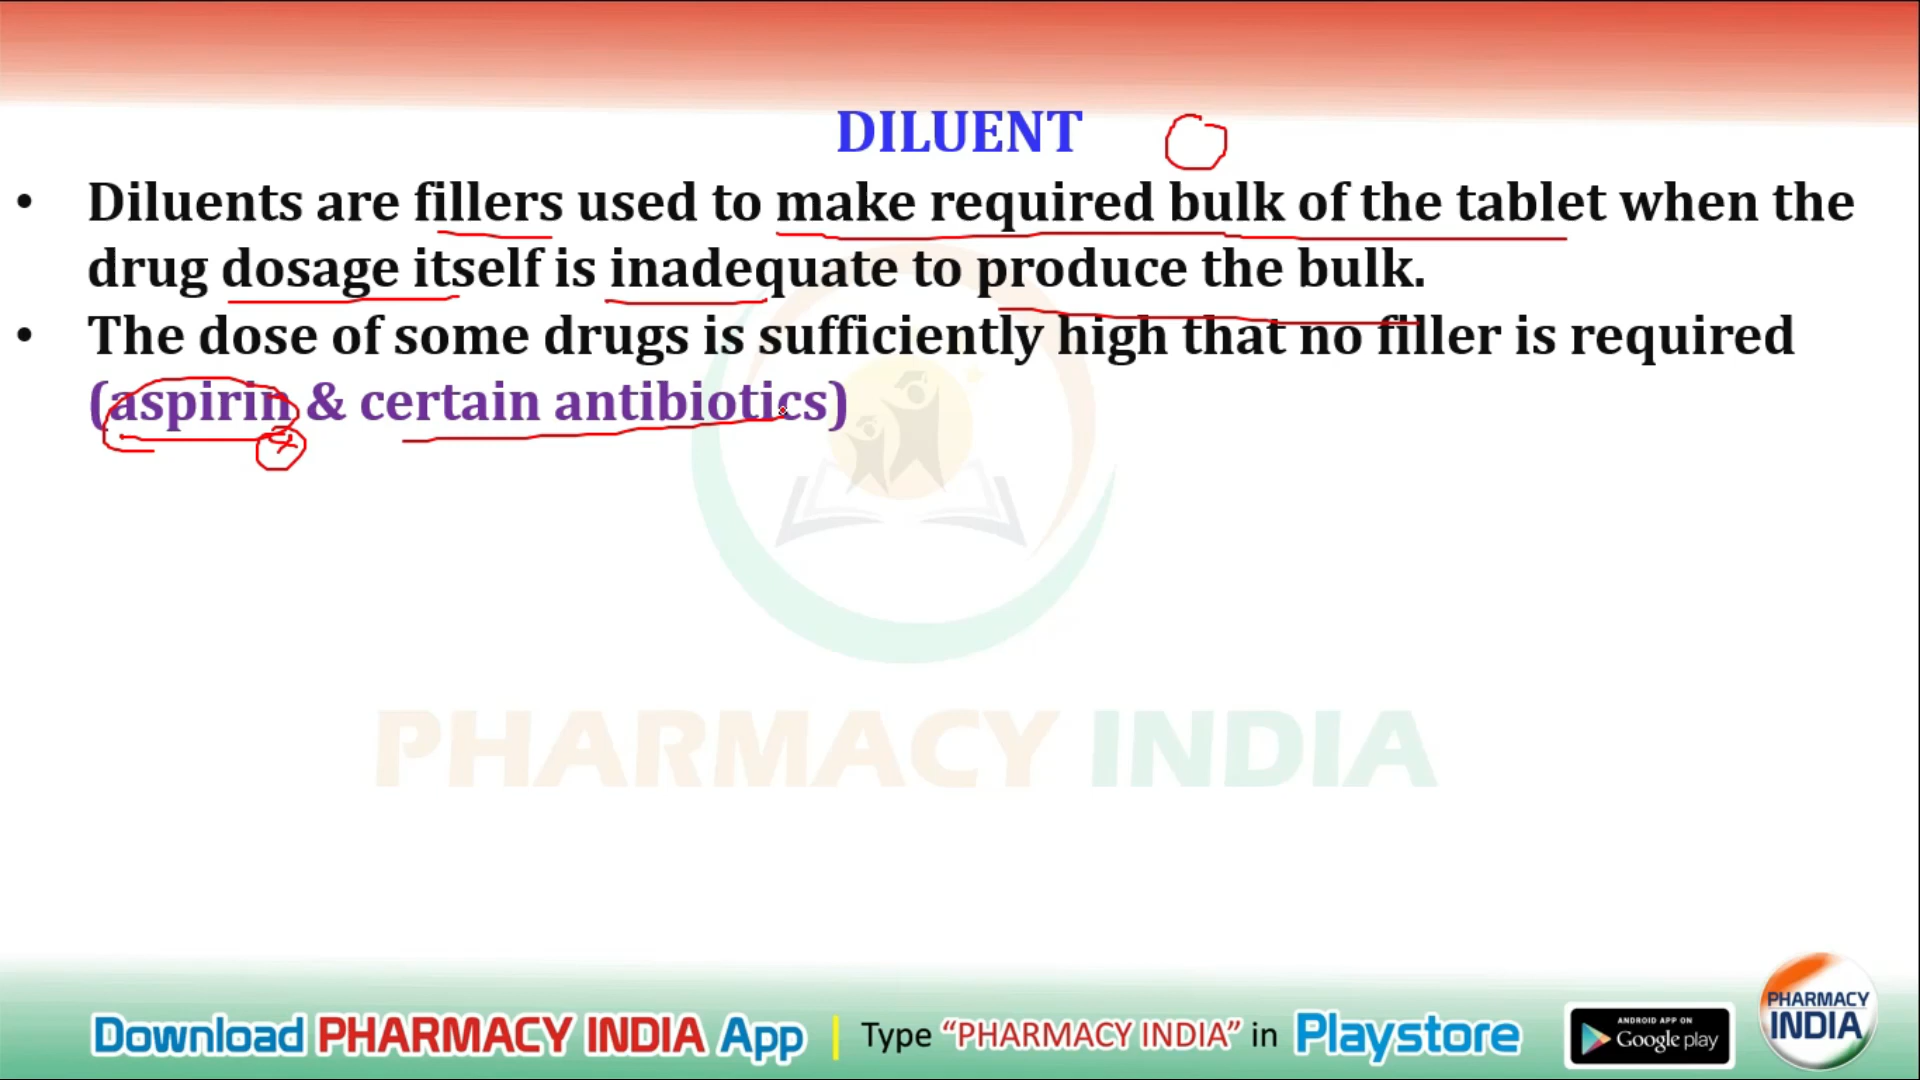 DILUENT
• Diluents are fillers used to make required bulk of the tablet when the
drug dosage itself is inadequate to produce the bulk.
• The dose of some drugs is sufficiently high that no filler is required
(aspirin & certain antibiotics)
PHARMACY INDIA
Download PHARMACY INDIA App | Type “PHARMACY INDIA” in Playstore
ANDROID APP ON
Google play
PHARMACY
INDIA